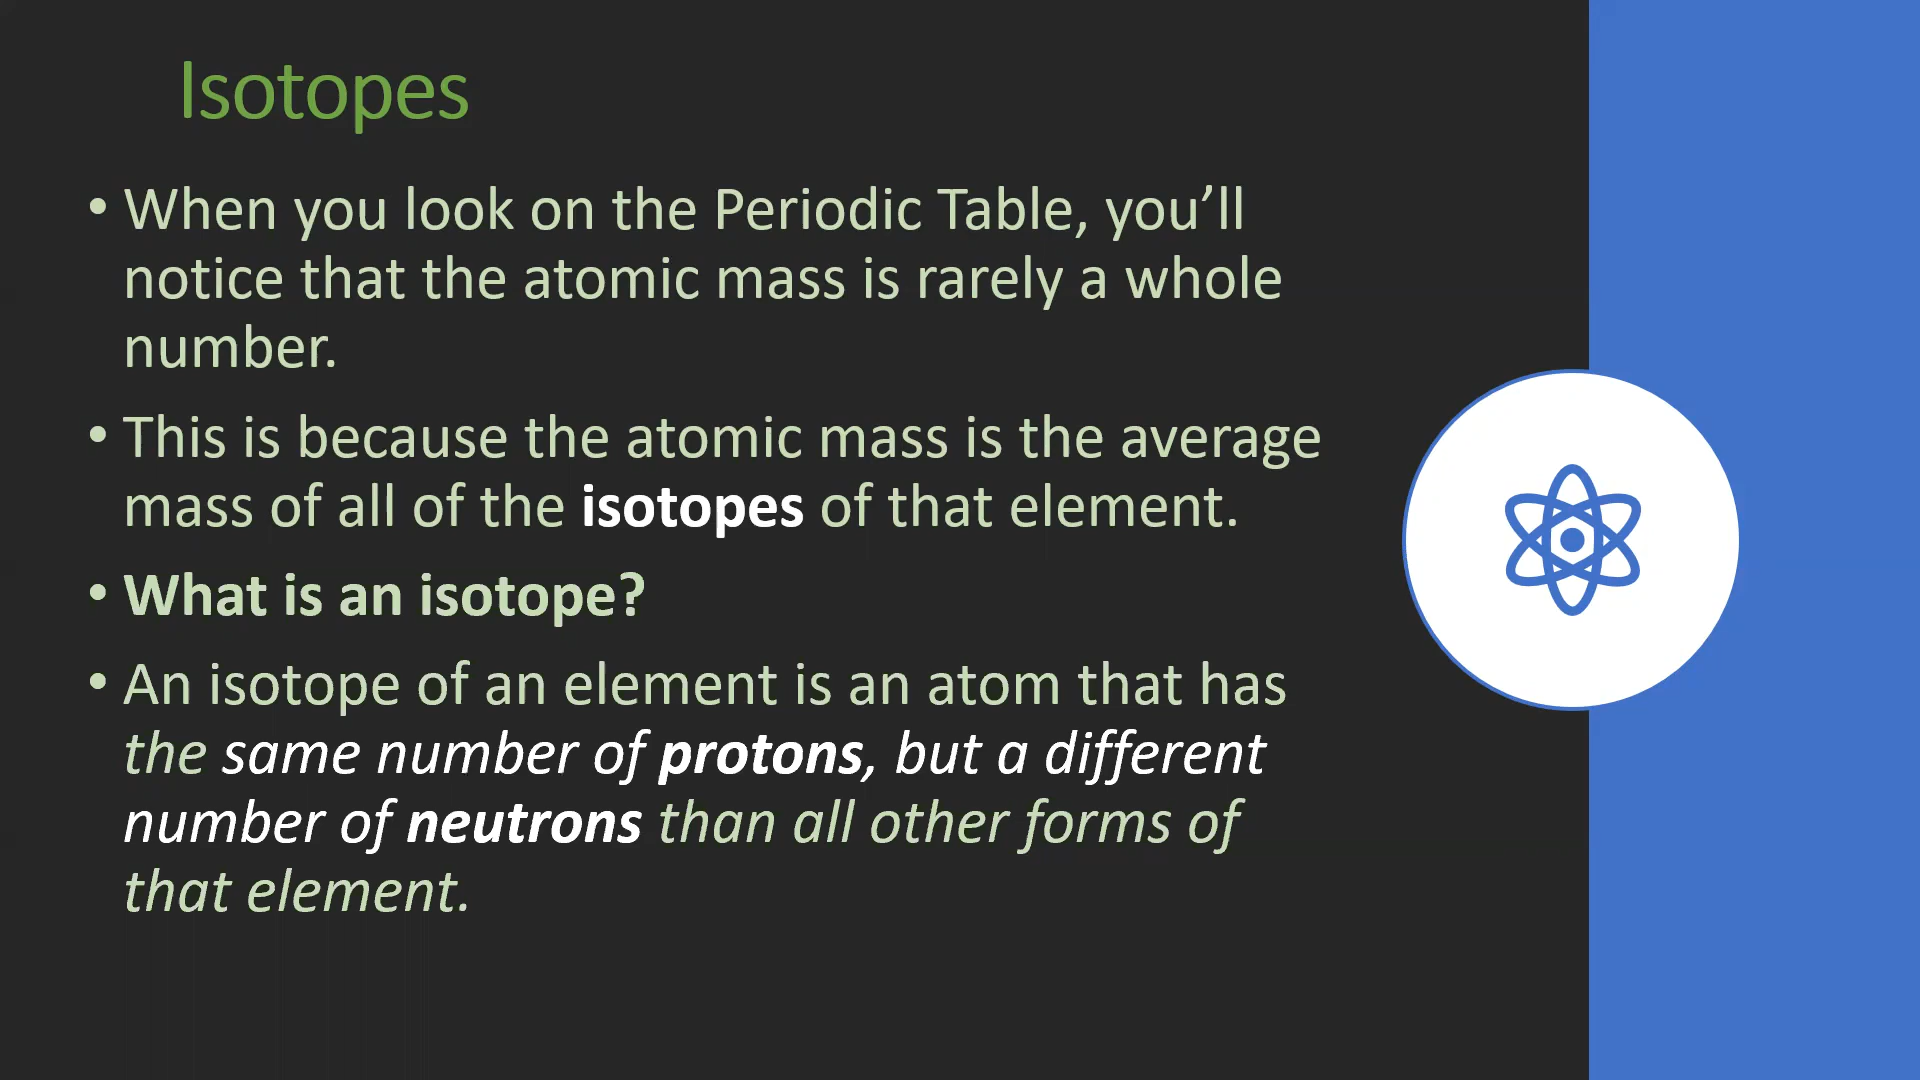 Isotopes
• When you look on the Periodic Table, you’ll
notice that the atomic mass is rarely a whole
number.
• This is because the atomic mass is the average
mass of all of the isotopes of that element.
• What is an isotope?
• An isotope of an element is an atom that has
the same number of protons, but a different
number of neutrons than all other forms of
that element.